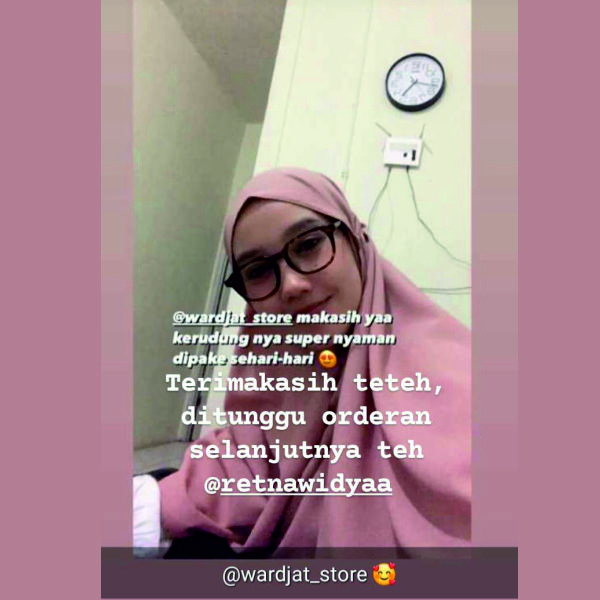 @wardjat_store makasih yaa
kerudung nya super nyaman
dipake sehari-hari 😍
Terimakasih teteh,
ditunggu orderan
selanjutnya teh
@retnawidyaa
@wardjat_store 🥰